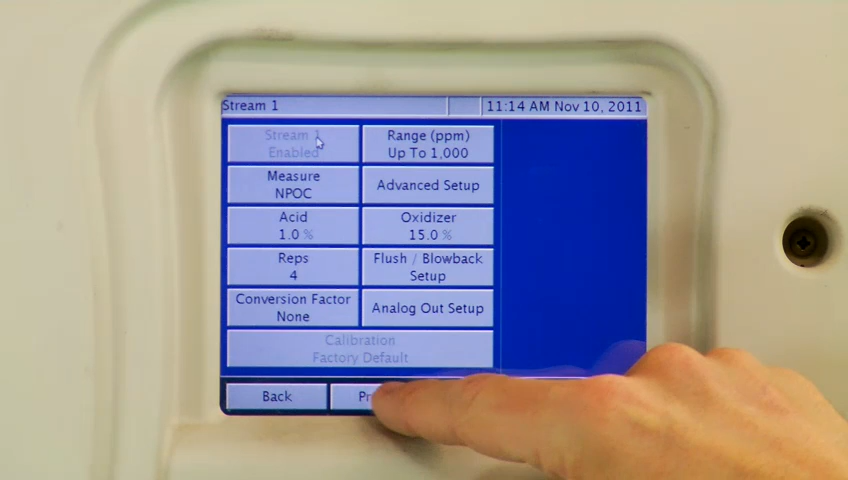 Stream 1
11:14 AM Nov 10, 2011
Stream 1
Enabled
Range (ppm)
Up To 1,000
Measure
NPOC
Advanced Setup
Acid
1.0 %
Oxidizer
15.0 %
Reps
4
Flush / Blowback
Setup
Conversion Factor
None
Analog Out Setup
Calibration
Factory Default
Back